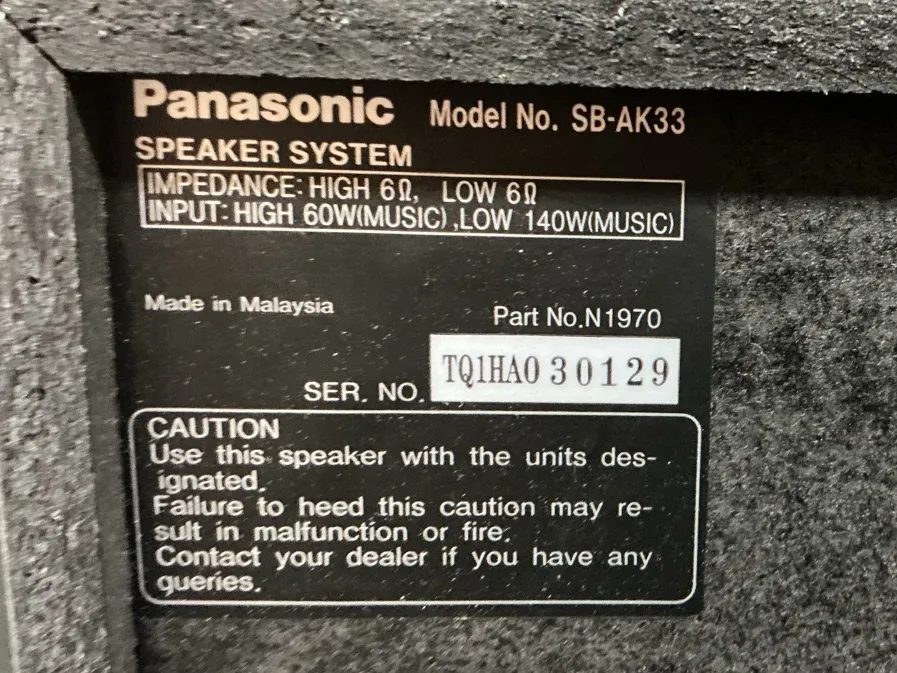 Panasonic Model No. SB-AK33
SPEAKER SYSTEM
IMPEDANCE: HIGH 6Ω, LOW 6Ω
INPUT: HIGH 60W(MUSIC) ,LOW 140W(MUSIC)
Made in Malaysia
Part No.N1970
SER. NO. TQ1HA030129
CAUTION
Use this speaker with the units des-
ignated.
Failure to heed this caution may re-
sult in malfunction or fire.
Contact your dealer if you have any
queries.